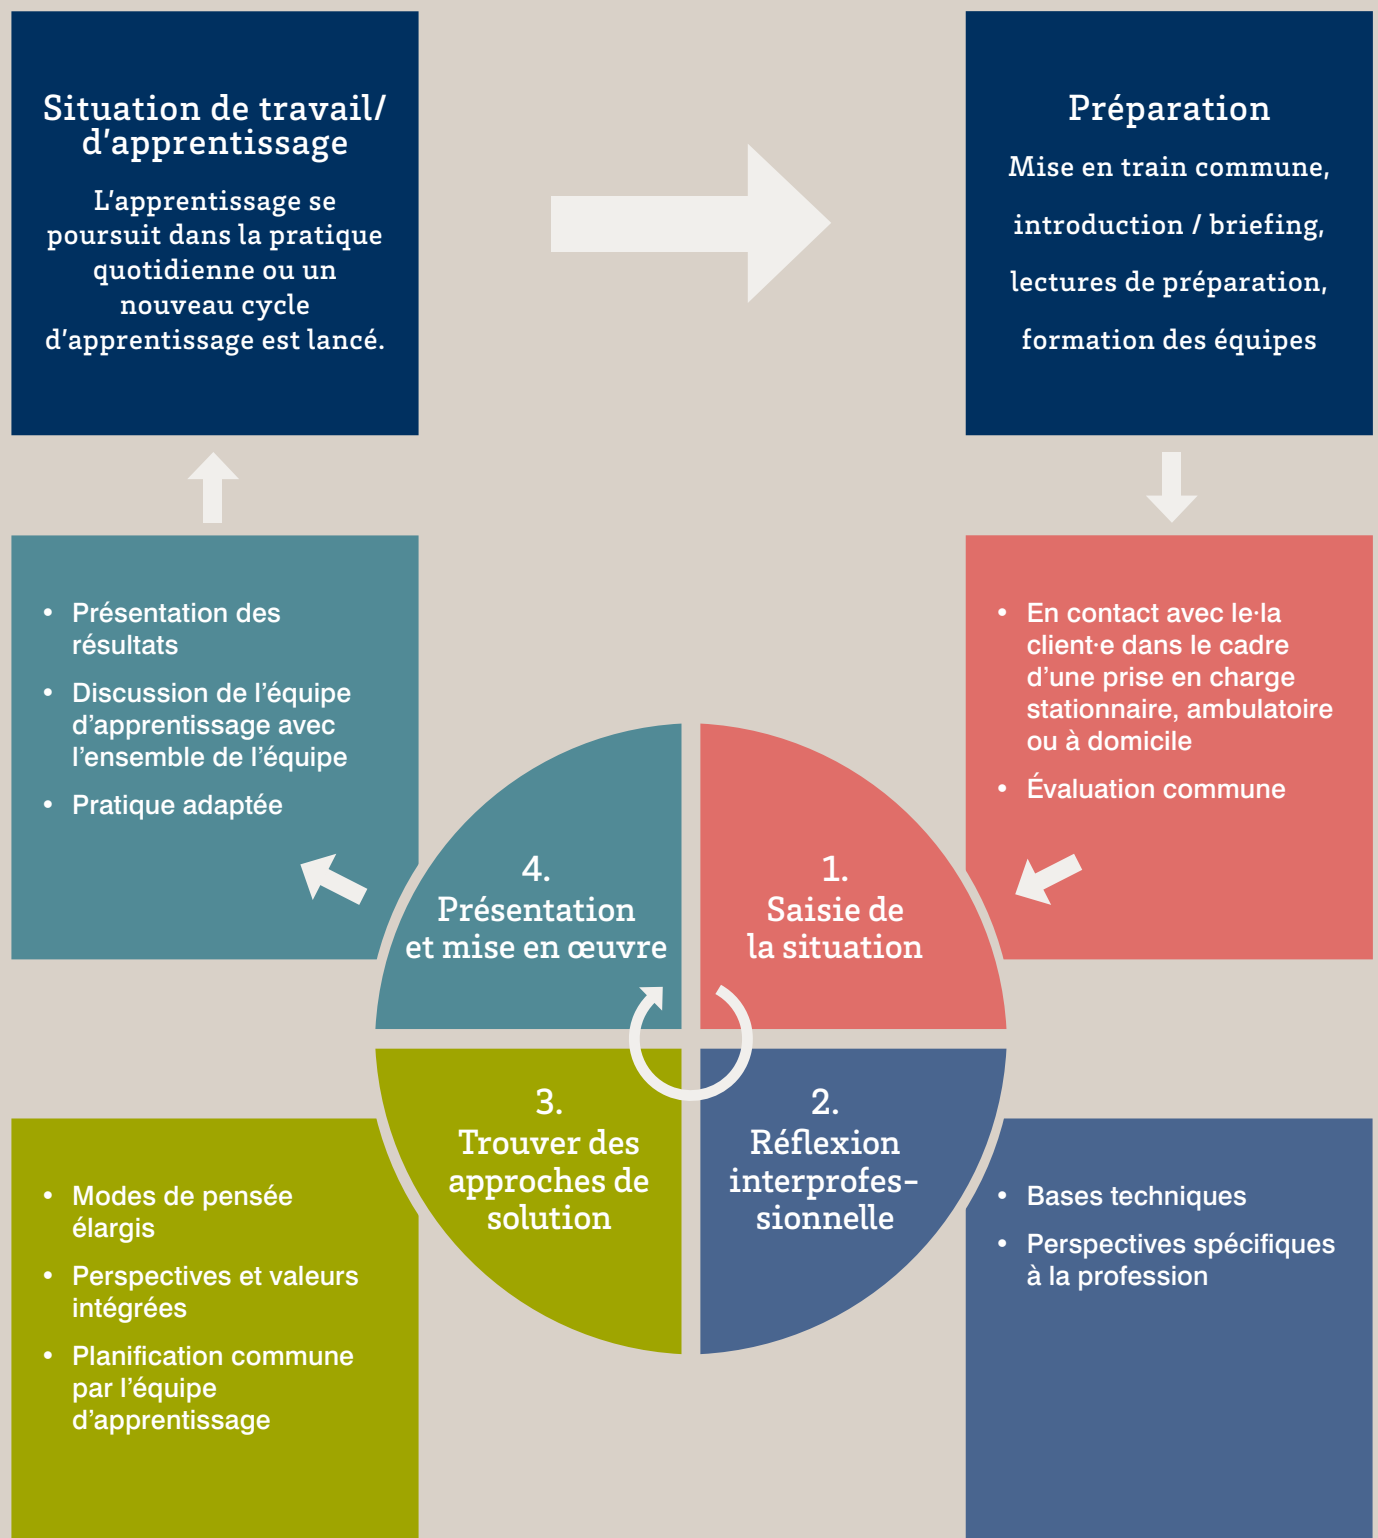 Situation de travail/
d’apprentissage
L’apprentissage se
poursuit dans la pratique
quotidienne ou un
nouveau cycle
d’apprentissage est lancé.
Préparation
Mise en train commune,
introduction / briefing,
lectures de préparation,
formation des équipes
• Présentation des
résultats
• Discussion de l’équipe
d’apprentissage avec
l’ensemble de l’équipe
• Pratique adaptée
• En contact avec le·la
client·e dans le cadre
d’une prise en charge
stationnaire, ambulatoire
ou à domicile
• Évaluation commune
4.
Présentation
et mise en œuvre
1.
Saisie de
la situation
3.
Trouver des
approches de
solution
2.
Réflexion
interprofes-
sionnelle
• Modes de pensée
élargis
• Perspectives et valeurs
intégrées
• Planification commune
par l’équipe
d’apprentissage
• Bases techniques
• Perspectives spécifiques
à la profession